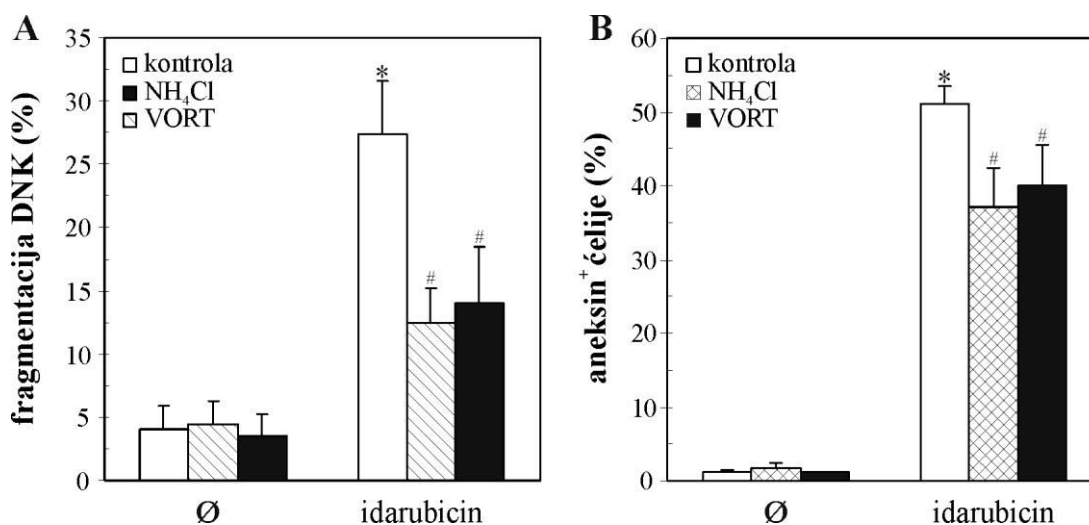 A
fragmentacija DNK (%)
35
30
25
20
15
10
5
0
kontrola
NH₄Cl
VORT
*
#
#
Ø idarubicin
B
aneksin⁺ ćelije (%)
60
50
40
30
20
10
0
kontrola
NH₄Cl
VORT
*
#
#
Ø idarubicin